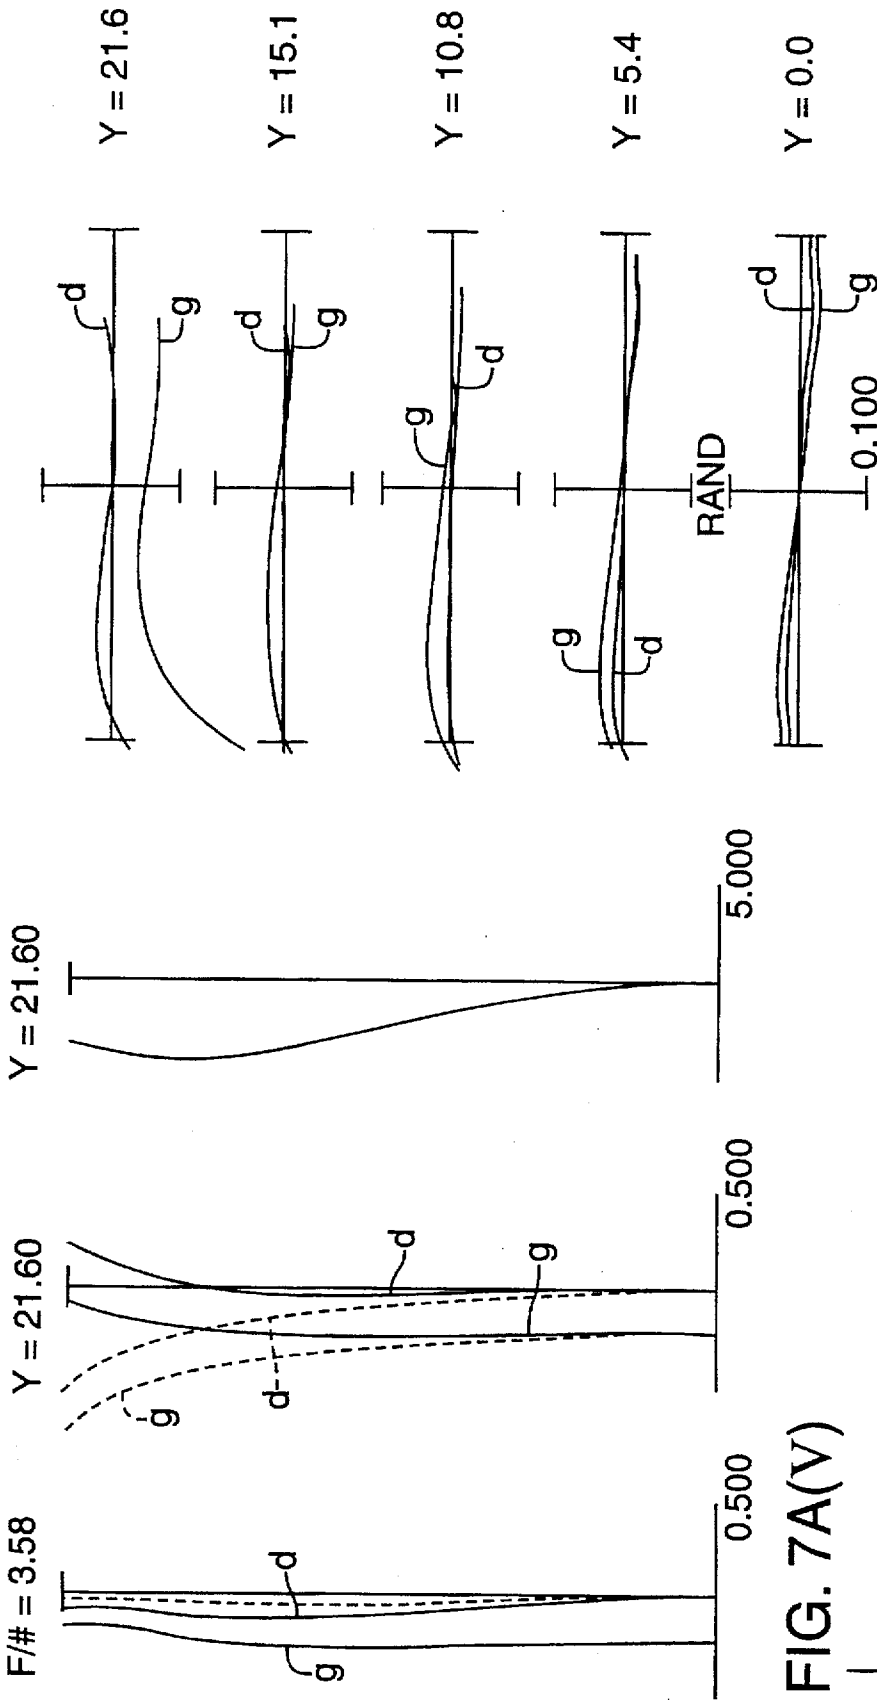 F/# = 3.58
d
g
0.500
Y = 21.60
d
g
g
d
0.500
Y = 21.60
5.000
d
g
Y = 21.6
d
g
Y = 15.1
g
d
Y = 10.8
g
d
Y = 5.4
RAND
d
g
Y = 0.0
0.100
FIG. 7A(V)